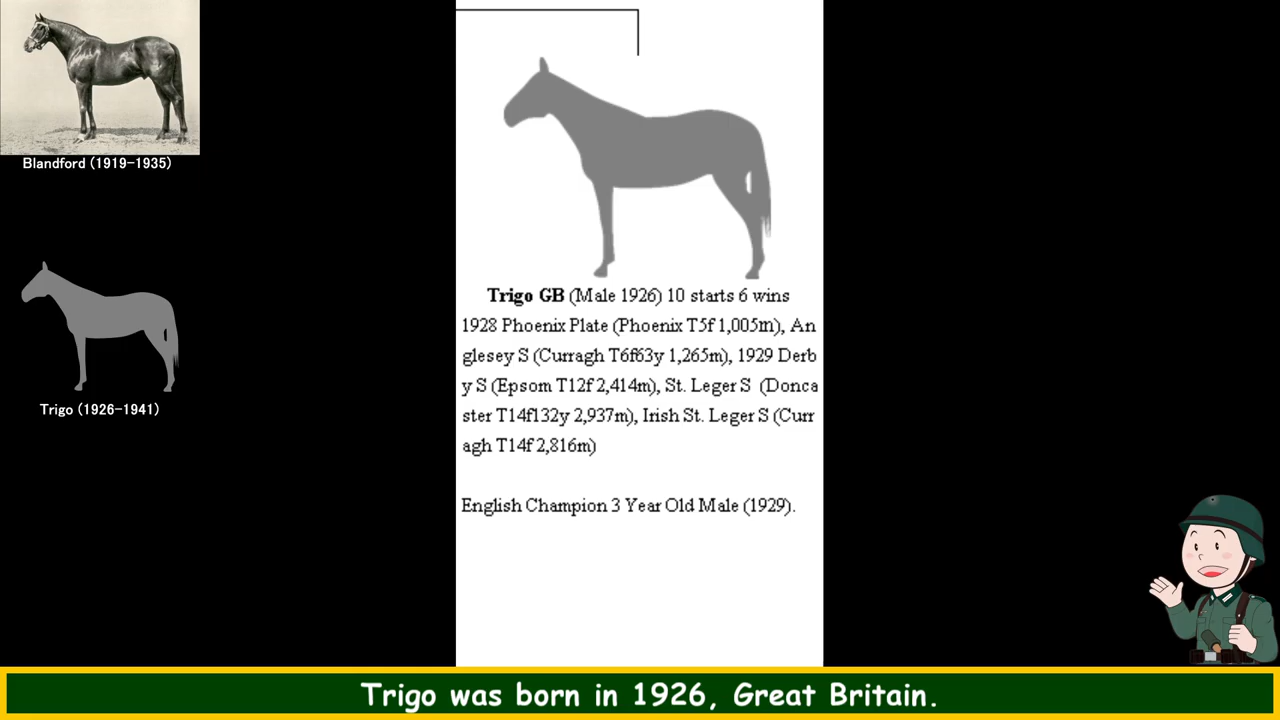 Blandford (1919-1935)
Trigo (1926-1941)
Trigo GB (Male 1926) 10 starts 6 wins
1928 Phoenix Plate (Phoenix T5f 1,005m), An
glesey S (Curragh T6f63y 1,265m), 1929 Derb
y S (Epsom T12f 2,414m), St. Leger S (Donca
ster T14f132y 2,937m), Irish St. Leger S (Curr
agh T14f 2,816m)
English Champion 3 Year Old Male (1929).
Trigo was born in 1926, Great Britain.